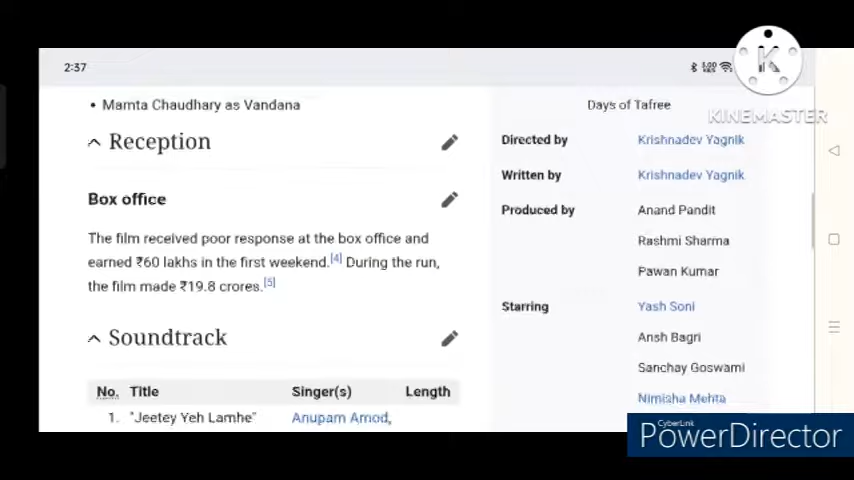 2:37
KINEMASTER
• Mamta Chaudhary as Vandana
Reception
Box office
The film received poor response at the box office and
earned ₹60 lakhs in the first weekend.[4] During the run,
the film made ₹19.8 crores.[5]
Soundtrack
No. Title Singer(s) Length
1. "Jeetey Yeh Lamhe" Anupam Amod,
Days of Tafree
Directed by Krishnadev Yagnik
Written by Krishnadev Yagnik
Produced by Anand Pandit
Rashmi Sharma
Pawan Kumar
Starring Yash Soni
Ansh Bagri
Sanchay Goswami
Nimisha Mehta
CyberLink
PowerDirector